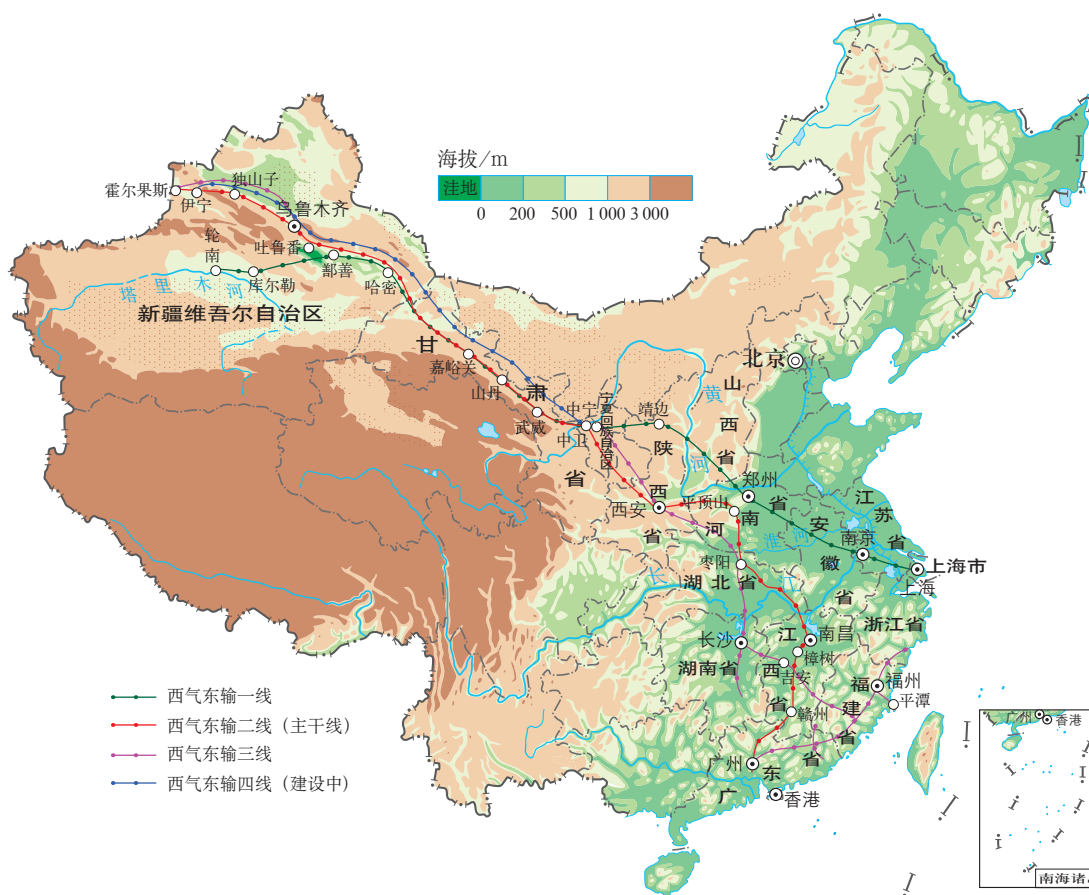 海拔/m
洼地
0 200 500 1 000 3 000
霍尔果斯
伊宁
独山子
乌鲁木齐
吐鲁番
轮南
鄯善
库尔勒
哈密
塔里木河
新疆维吾尔自治区
甘肃省
嘉峪关
山丹
武威
中宁
中卫
宁夏回族自治区
靖边
陕西省
黄河
山西省
北京
郑州
西安
平顶山
河南省
江苏省
安徽省
淮河
南京
上海市
上海
枣阳
湖北省
长江
浙江省
长沙
湖南省
南昌
樟树
江西省
吉安
赣州
福州
平潭
福建省
广州
广东省
香港
西气东输一线
西气东输二线（主干线）
西气东输三线
西气东输四线（建设中）
广州
香港
南海诸